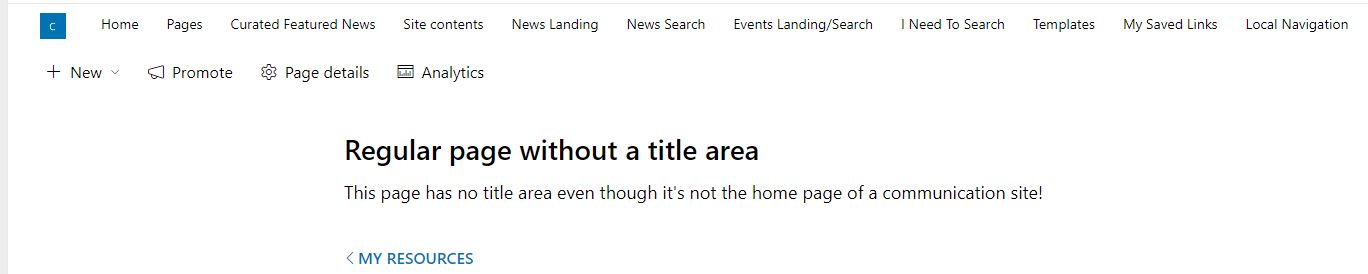 C Home Pages Curated Featured News Site contents News Landing News Search Events Landing/Search I Need To Search Templates My Saved Links Local Navigation
+ New Promote Page details Analytics
Regular page without a title area
This page has no title area even though it's not the home page of a communication site!
< MY RESOURCES